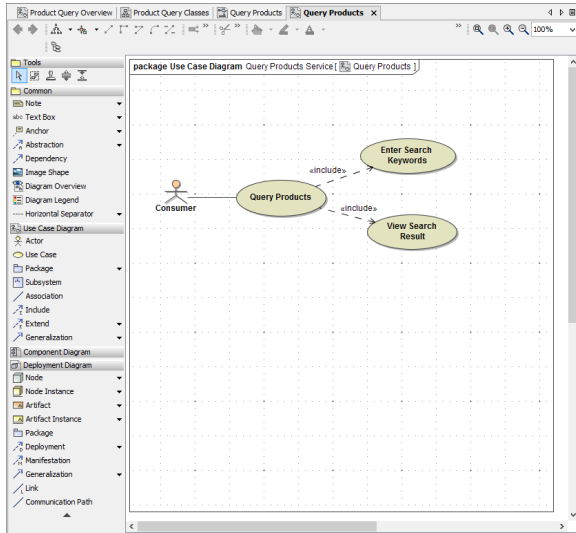 Product Query Overview
Product Query Classes
Query Products
Query Products
100%
Tools
Common
Note
abc Text Box
Anchor
Abstraction
Dependency
Image Shape
Diagram Overview
Diagram Legend
Horizontal Separator
Use Case Diagram
Actor
Use Case
Package
Subsystem
Association
Include
Extend
Generalization
Component Diagram
Deployment Diagram
Node
Node Instance
Artifact
Artifact Instance
Package
Deployment
Manifestation
Generalization
Link
Communication Path
package Use Case Diagram Query Products Service [ Query Products ]
Enter Search
Keywords
«include»
Consumer
Query Products
«include»
View Search
Result